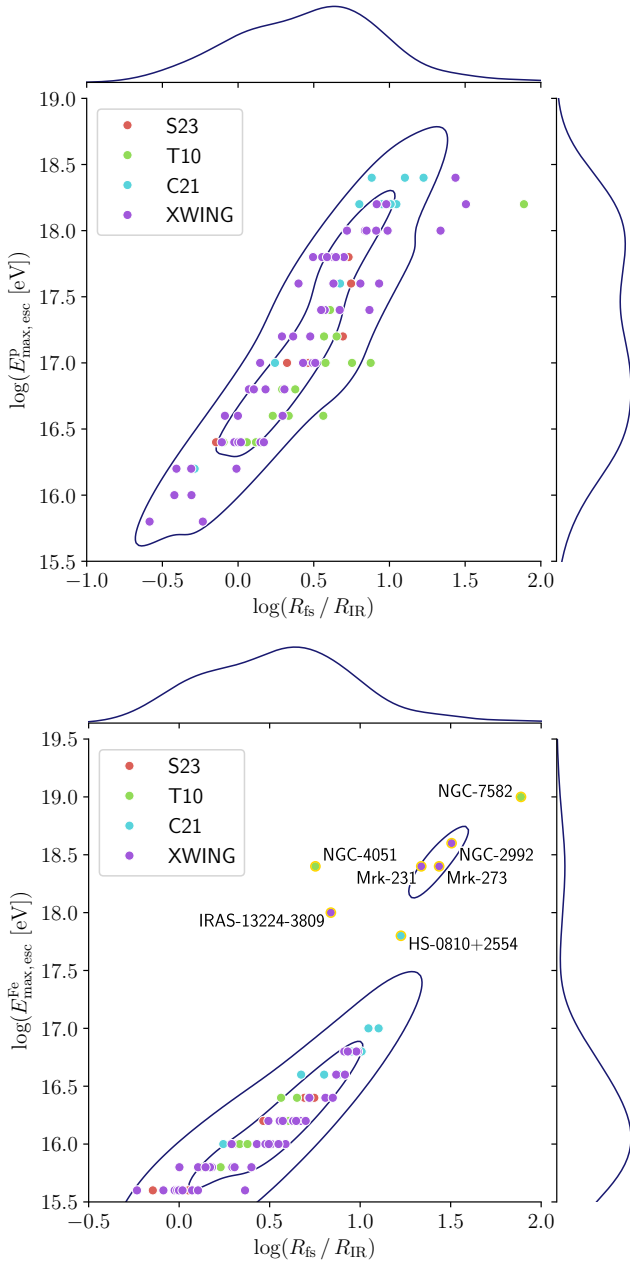 19.0
18.5
18.0
17.5
17.0
16.5
16.0
15.5
log(E^p_max, esc [eV])
S23
T10
C21
XWING
−1.0 −0.5 0.0 0.5 1.0 1.5 2.0
log(R_fs / R_IR)
19.5
19.0
18.5
18.0
17.5
17.0
16.5
16.0
15.5
log(E^Fe_max, esc [eV])
S23
T10
C21
XWING
NGC-7582
NGC-4051 NGC-2992
Mrk-231 Mrk-273
IRAS-13224-3809
HS-0810+2554
−0.5 0.0 0.5 1.0 1.5 2.0
log(R_fs / R_IR)